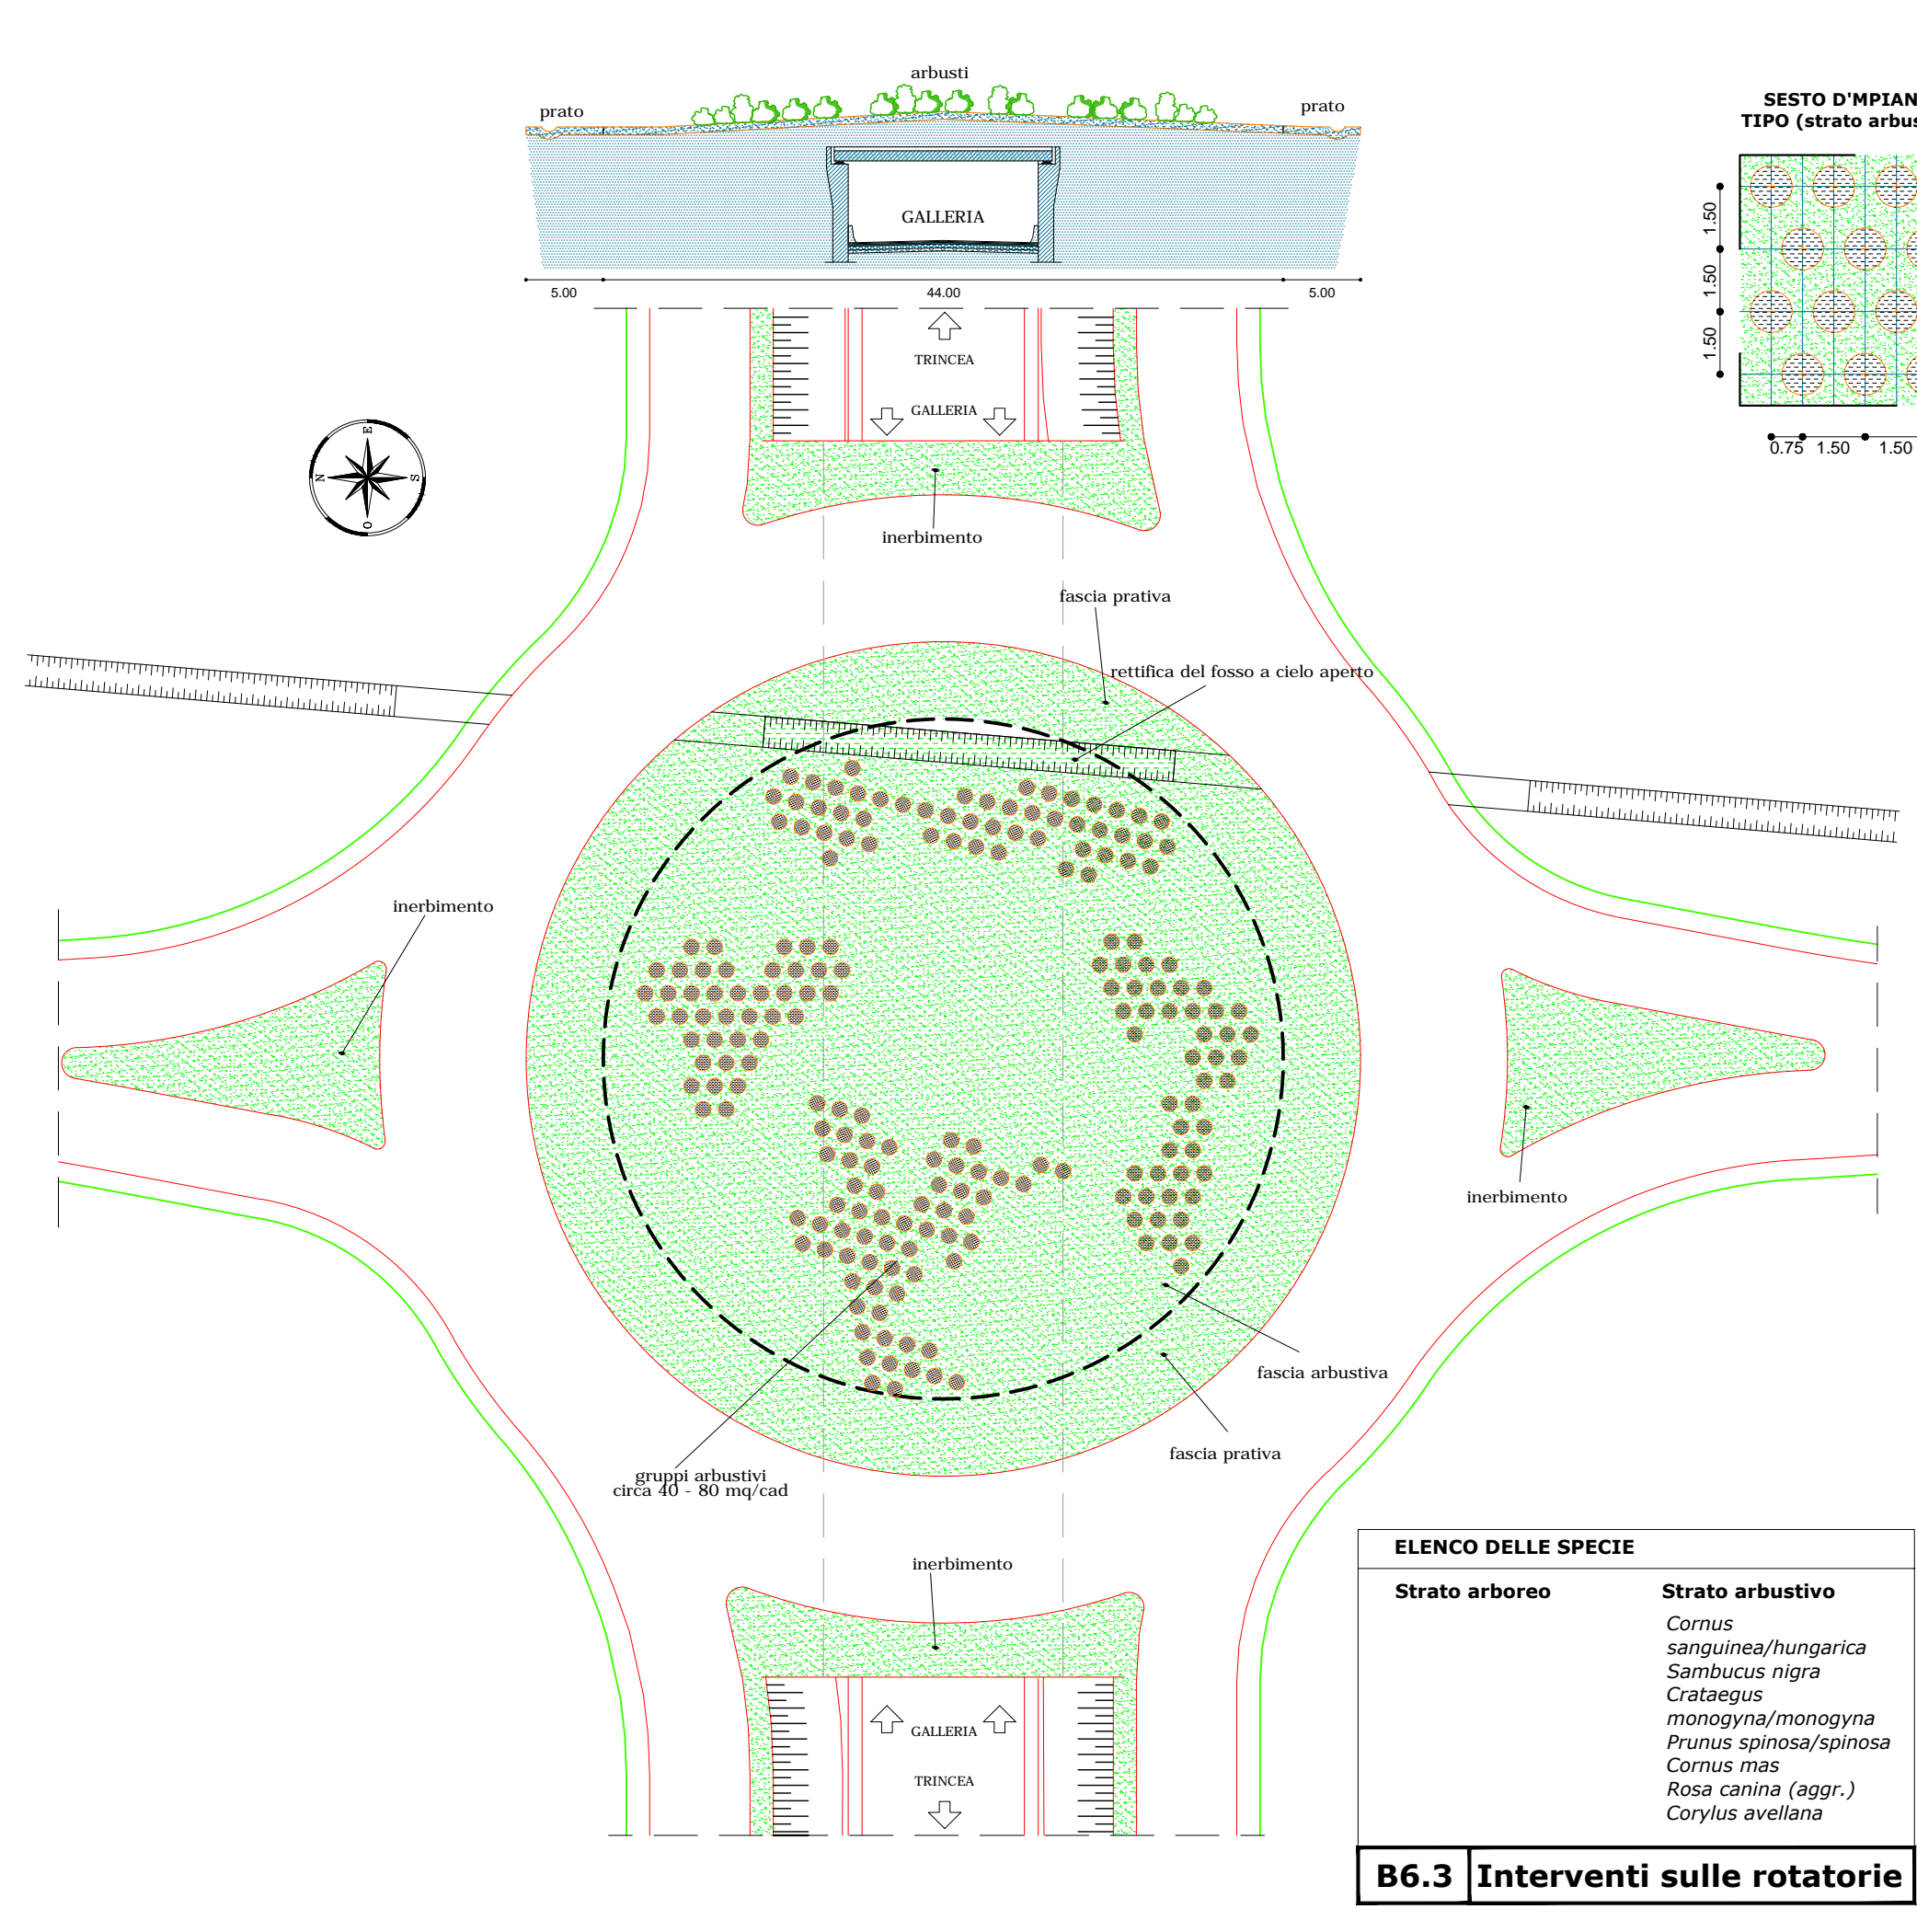 arbusti
prato
prato
GALLERIA
5.00
44.00
5.00
SESTO D'MPIAN
TIPO (strato arbus
1.50
1.50
1.50
0.75
1.50
1.50
TRINCEA
GALLERIA
E
N
S
O
inerbimento
fascia prativa
rettifica del fosso a cielo aperto
inerbimento
inerbimento
fascia arbustiva
fascia prativa
gruppi arbustivi
circa 40 - 80 mq/cad
inerbimento
GALLERIA
TRINCEA
ELENCO DELLE SPECIE
Strato arboreo
Strato arbustivo
Cornus
sanguinea/hungarica
Sambucus nigra
Crataegus
monogyna/monogyna
Prunus spinosa/spinosa
Cornus mas
Rosa canina (aggr.)
Corylus avellana
B6.3
Interventi sulle rotatorie